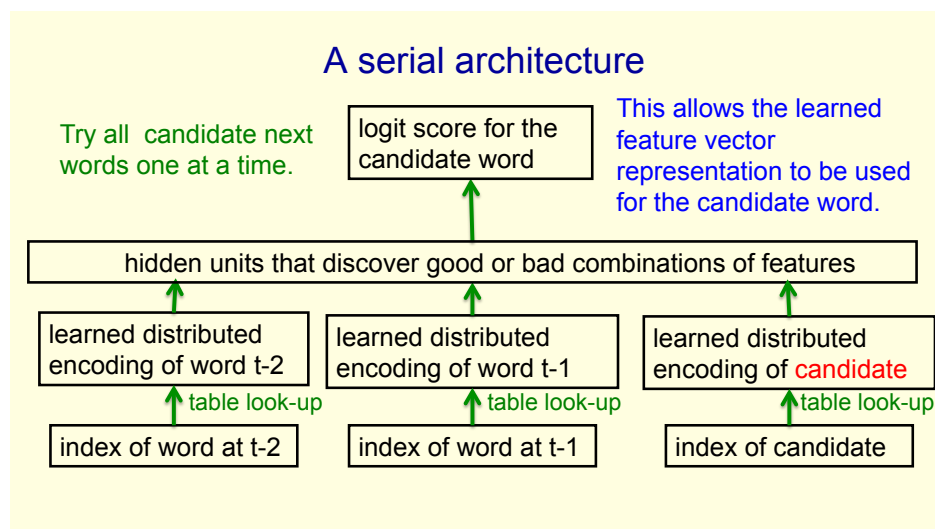 A serial architecture
Try all candidate next
words one at a time.
logit score for the
candidate word
This allows the learned
feature vector
representation to be used
for the candidate word.
hidden units that discover good or bad combinations of features
learned distributed
encoding of word t-2
learned distributed
encoding of word t-1
learned distributed
encoding of candidate
table look-up
table look-up
table look-up
index of word at t-2
index of word at t-1
index of candidate